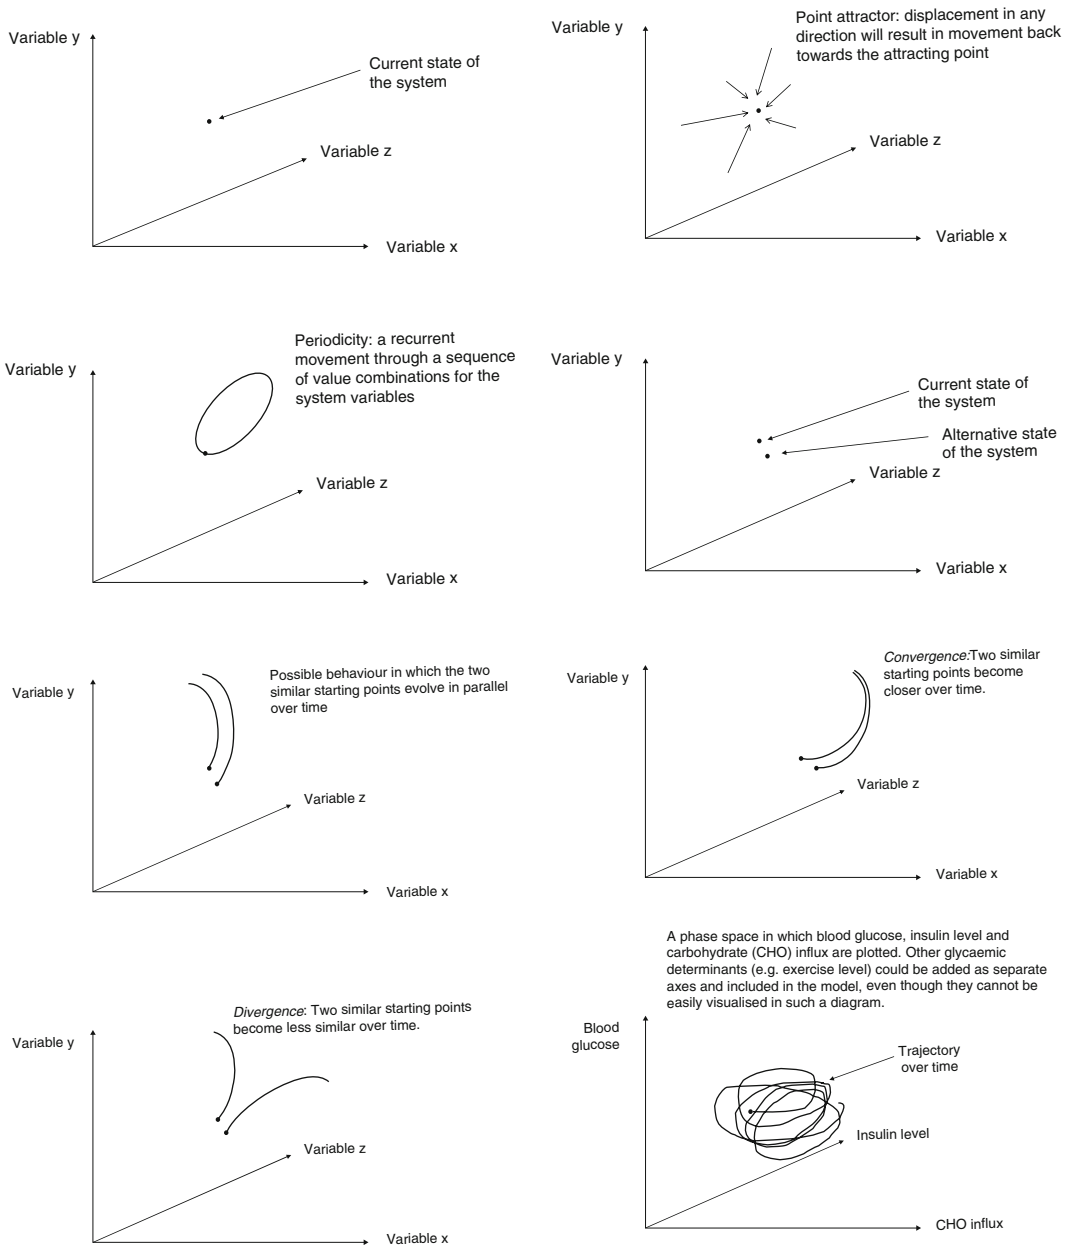 Variable y
Current state of
the system
Variable z
Variable x
Variable y
Point attractor: displacement in any
direction will result in movement back
towards the attracting point
Variable z
Variable x
Variable y
Periodicity: a recurrent
movement through a sequence
of value combinations for the
system variables
Variable z
Variable x
Variable y
Current state of
the system
Alternative state
of the system
Variable z
Variable x
Variable y
Possible behaviour in which the two
similar starting points evolve in parallel
over time
Variable z
Variable x
Variable y
Convergence:Two similar
starting points become
closer over time.
Variable z
Variable x
Variable y
Divergence: Two similar starting points
become less similar over time.
Variable z
Variable x
A phase space in which blood glucose, insulin level and
carbohydrate (CHO) influx are plotted. Other glycaemic
determinants (e.g. exercise level) could be added as separate
axes and included in the model, even though they cannot be
easily visualised in such a diagram.
Blood
glucose
Trajectory
over time
Insulin level
CHO influx